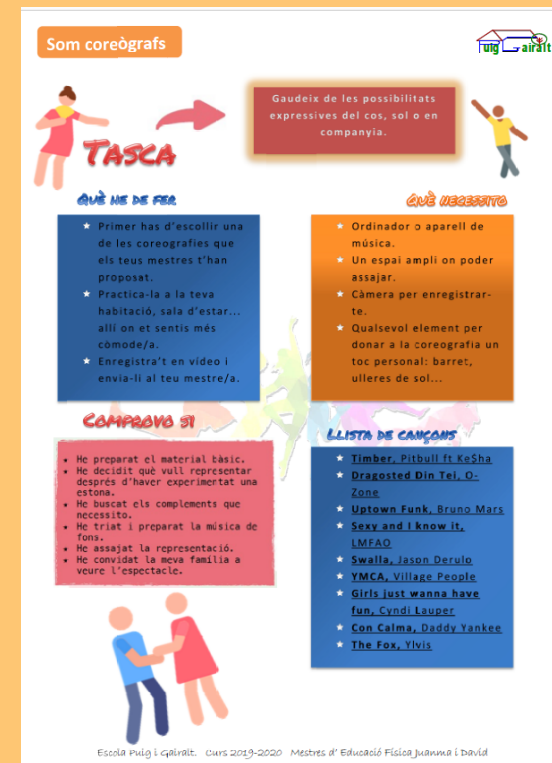 Som coreògrafs
Puig Gairalt
Gaudeix de les possibilitats
expressives del cos, sol o en
companyia.
TASCA
QUÈ HE DE FER
★ Primer has d'escollir una
de les coreografies que
els teus mestres t'han
proposat.
★ Practica-la a la teva
habitació, sala d'estar...
allí on et sentis més
còmode/a.
★ Enregistra't en vídeo i
envia-li al teu mestre/a.
QUÈ NECESSITO
★ Ordinador o aparell de
música.
★ Un espai ampli on poder
assajar.
★ Càmera per enregistrar-
te.
★ Qualsevol element per
donar a la coreografia un
toc personal: barret,
ulleres de sol...
COMPROVO SI
• He preparat el material bàsic.
• He decidit què vull representar
després d'haver experimentat una
estona.
• He buscat els complements que
necessito.
• He triat i preparat la música de
fons.
• He assajat la representació.
• He convidat la meva família a
veure l'espectacle.
LLISTA DE CANÇONS
★ Timber, Pitbull ft Ke$ha
★ Dragosted Din Tei, O-
Zone
★ Uptown Funk, Bruno Mars
★ Sexy and I know it,
LMFAO
★ Swalla, Jason Derulo
★ YMCA, Village People
★ Girls just wanna have
fun, Cyndi Lauper
★ Con Calma, Daddy Yankee
★ The Fox, Ylvis
Escola Puig i Gairalt. Curs 2019-2020 Mestres d' Educació Física Juanma i David